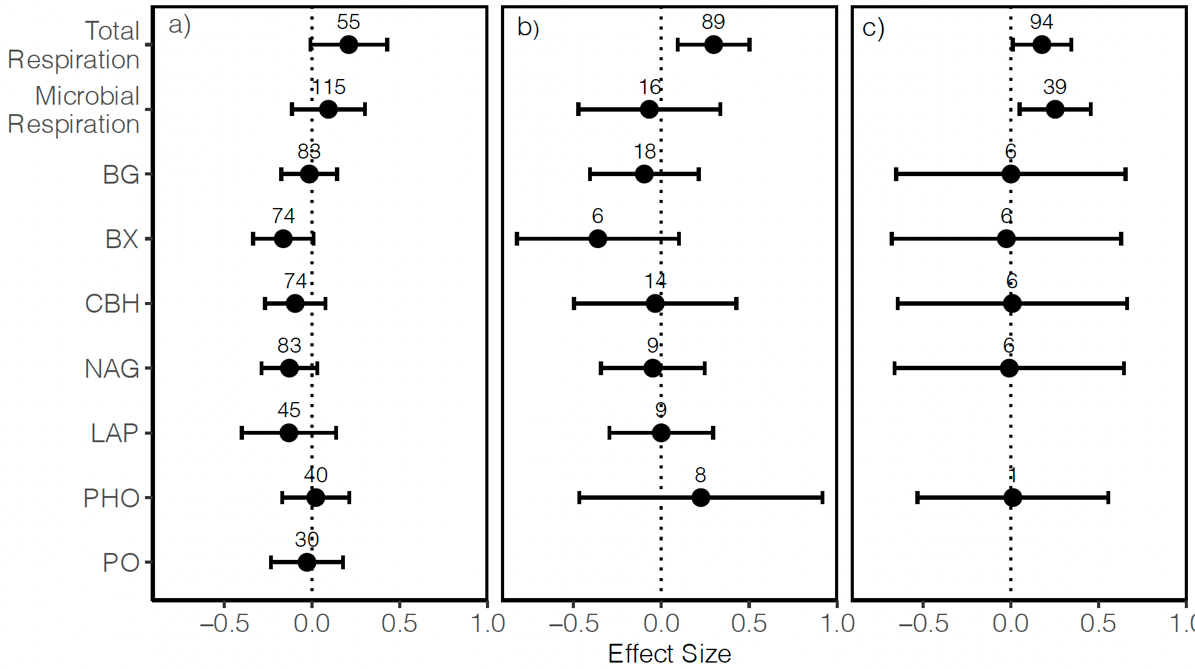 a)
b)
c)
Total
Respiration
55
89
94
Microbial
Respiration
115
16
39
BG
83
18
6
BX
74
6
6
CBH
74
14
6
NAG
83
9
6
LAP
45
9
PHO
40
8
1
PO
30
−0.5 0.0 0.5 1.0
−0.5 0.0 0.5 1.0
−0.5 0.0 0.5 1.0
Effect Size